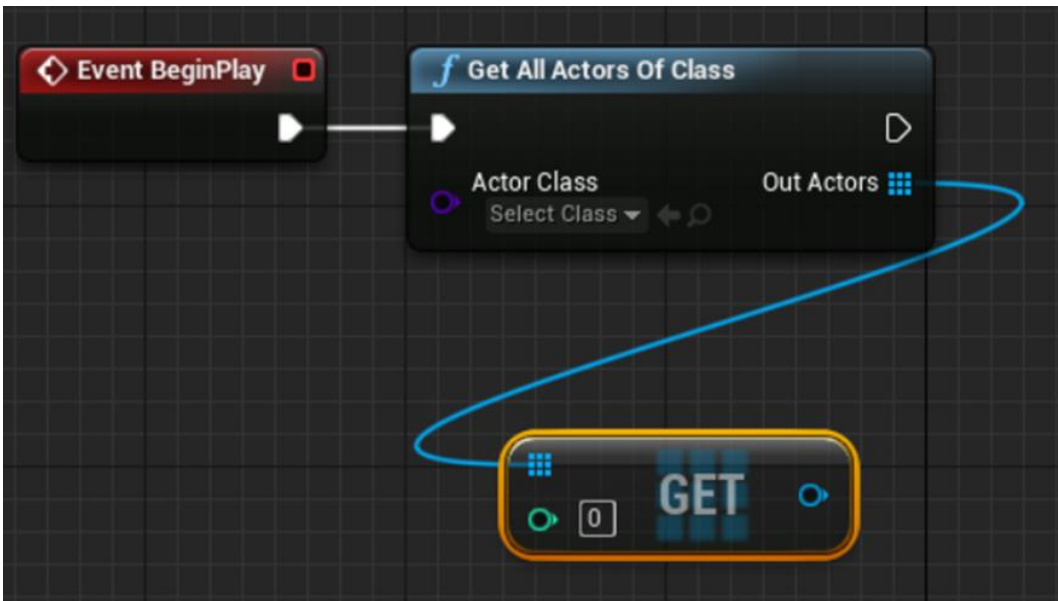 Event BeginPlay
f Get All Actors Of Class
Actor Class
Out Actors
Select Class
GET
0